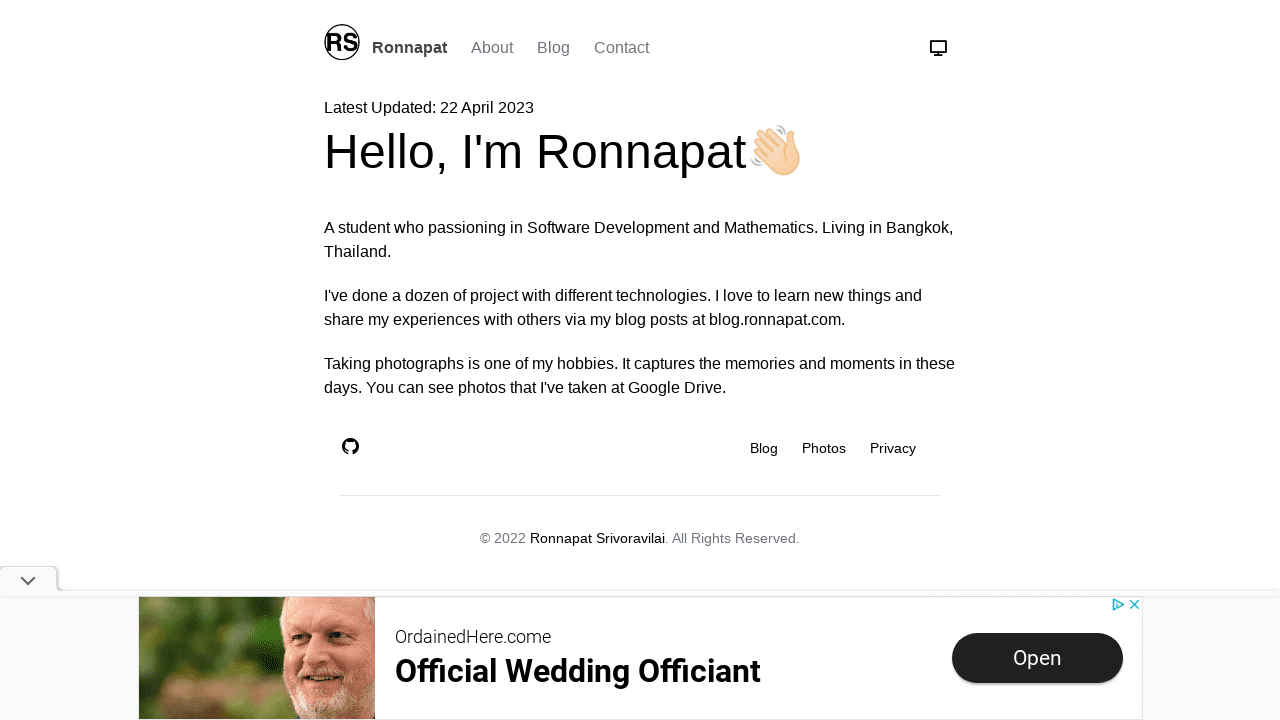 RS
Ronnapat About Blog Contact
Latest Updated: 22 April 2023
Hello, I'm Ronnapat👋🏻
A student who passioning in Software Development and Mathematics. Living in Bangkok,
Thailand.
I've done a dozen of project with different technologies. I love to learn new things and
share my experiences with others via my blog posts at blog.ronnapat.com.
Taking photographs is one of my hobbies. It captures the memories and moments in these
days. You can see photos that I've taken at Google Drive.
Blog Photos Privacy
© 2022 Ronnapat Srivoravilai. All Rights Reserved.
OrdainedHere.come
Official Wedding Officiant
Open